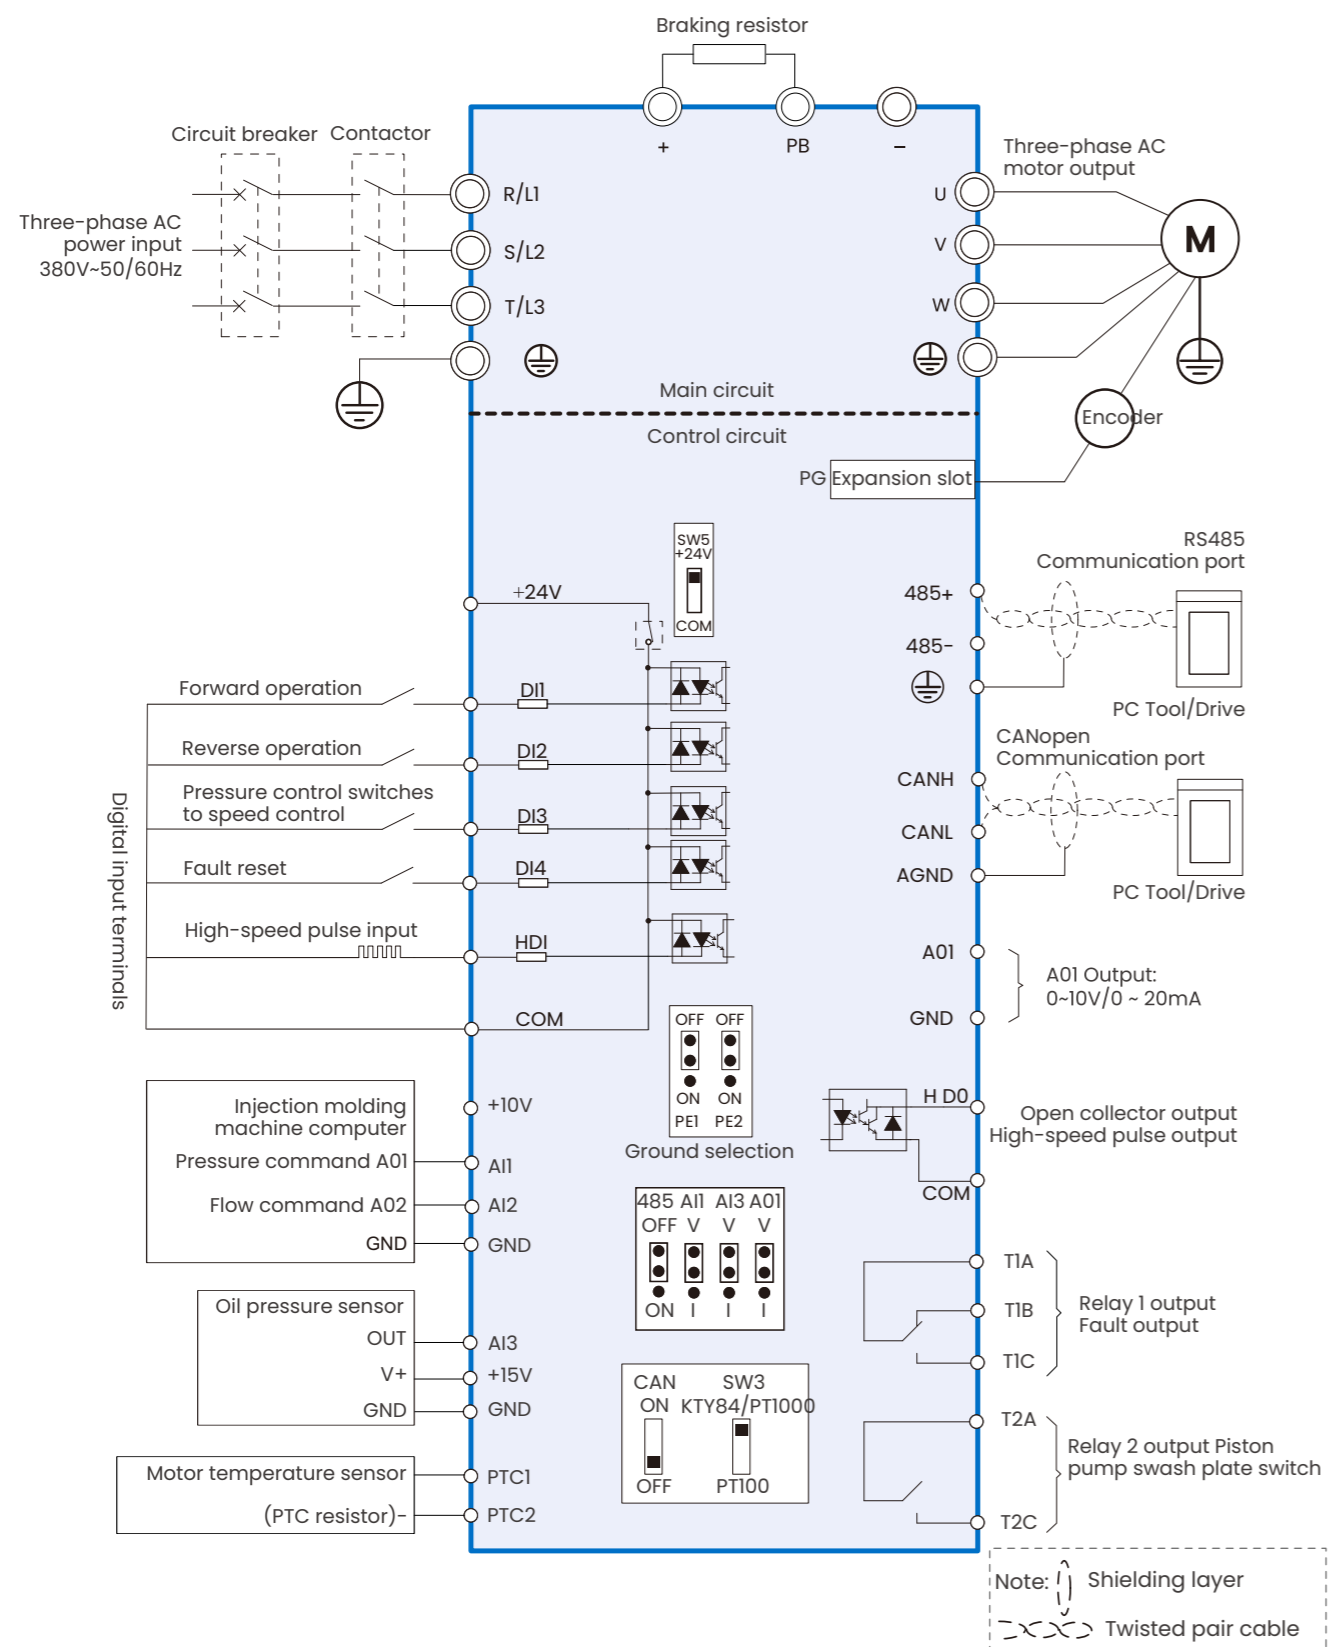 Braking resistor
+
PB
−
Circuit breaker
Contactor
Three-phase AC
power input
380V~50/60Hz
R/L1
S/L2
T/L3
Three-phase AC
motor output
U
V
W
M
Main circuit
Control circuit
Encoder
PG
Expansion slot
SW5
+24V
COM
+24V
Digital input terminals
Forward operation
DI1
Reverse operation
DI2
Pressure control switches
to speed control
DI3
Fault reset
DI4
High-speed pulse input
HDI
COM
RS485
Communication port
485+
485-
PC Tool/Drive
CANopen
Communication port
CANH
CANL
AGND
PC Tool/Drive
A01
GND
A01 Output:
0~10V/0 ~ 20mA
OFF OFF
ON ON
PE1 PE2
Ground selection
H D0
COM
Open collector output
High-speed pulse output
Injection molding
machine computer
Pressure command A01
Flow command A02
GND
+10V
AI1
AI2
GND
485 AI1 AI3 A01
OFF V V V
ON I I I
Oil pressure sensor
OUT
V+
GND
AI3
+15V
GND
CAN
ON
OFF
SW3
KTY84/PT1000
PT100
Motor temperature sensor
(PTC resistor)-
PTC1
PTC2
T1A
T1B
T1C
Relay 1 output
Fault output
T2A
T2C
Relay 2 output Piston
pump swash plate switch
Note:
Shielding layer
Twisted pair cable